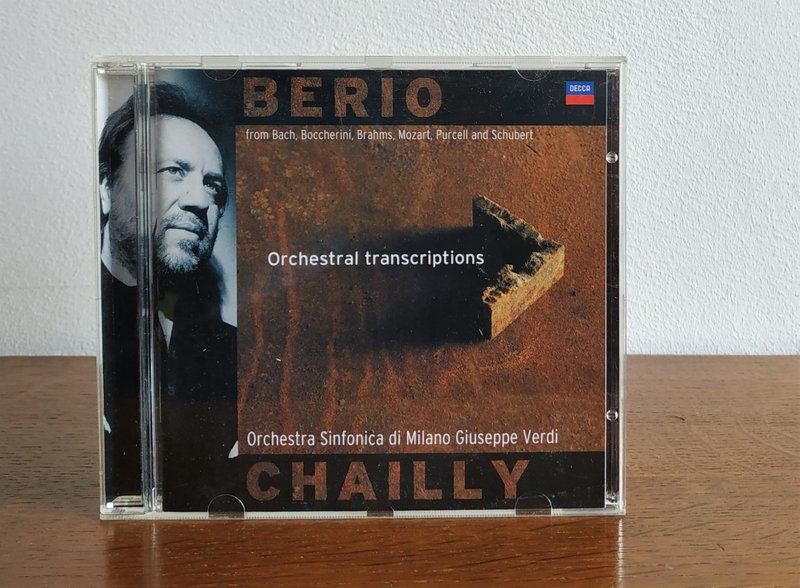 BERIO
DECCA
from Bach, Boccherini, Brahms, Mozart, Purcell and Schubert
Orchestral transcriptions
Orchestra Sinfonica di Milano Giuseppe Verdi
CHAILLY